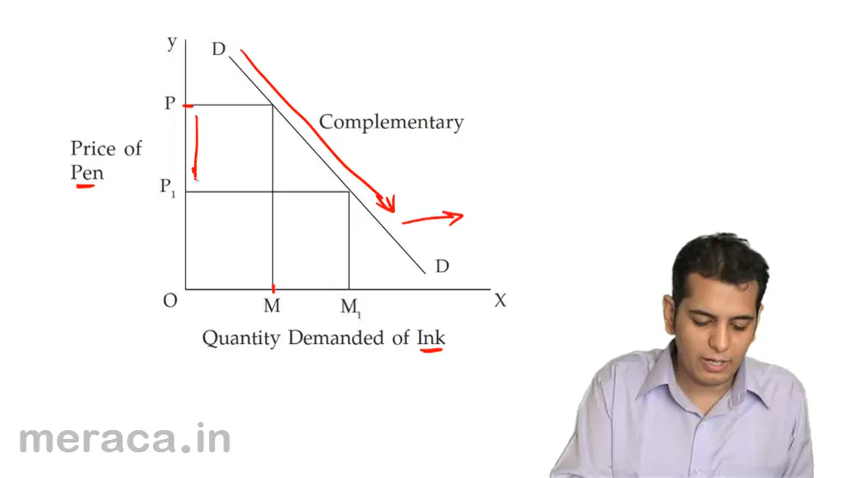 y
D
P
Complementary
Price of
Pen
P₁
D
O
M
M₁
X
Quantity Demanded of Ink
meraca.in